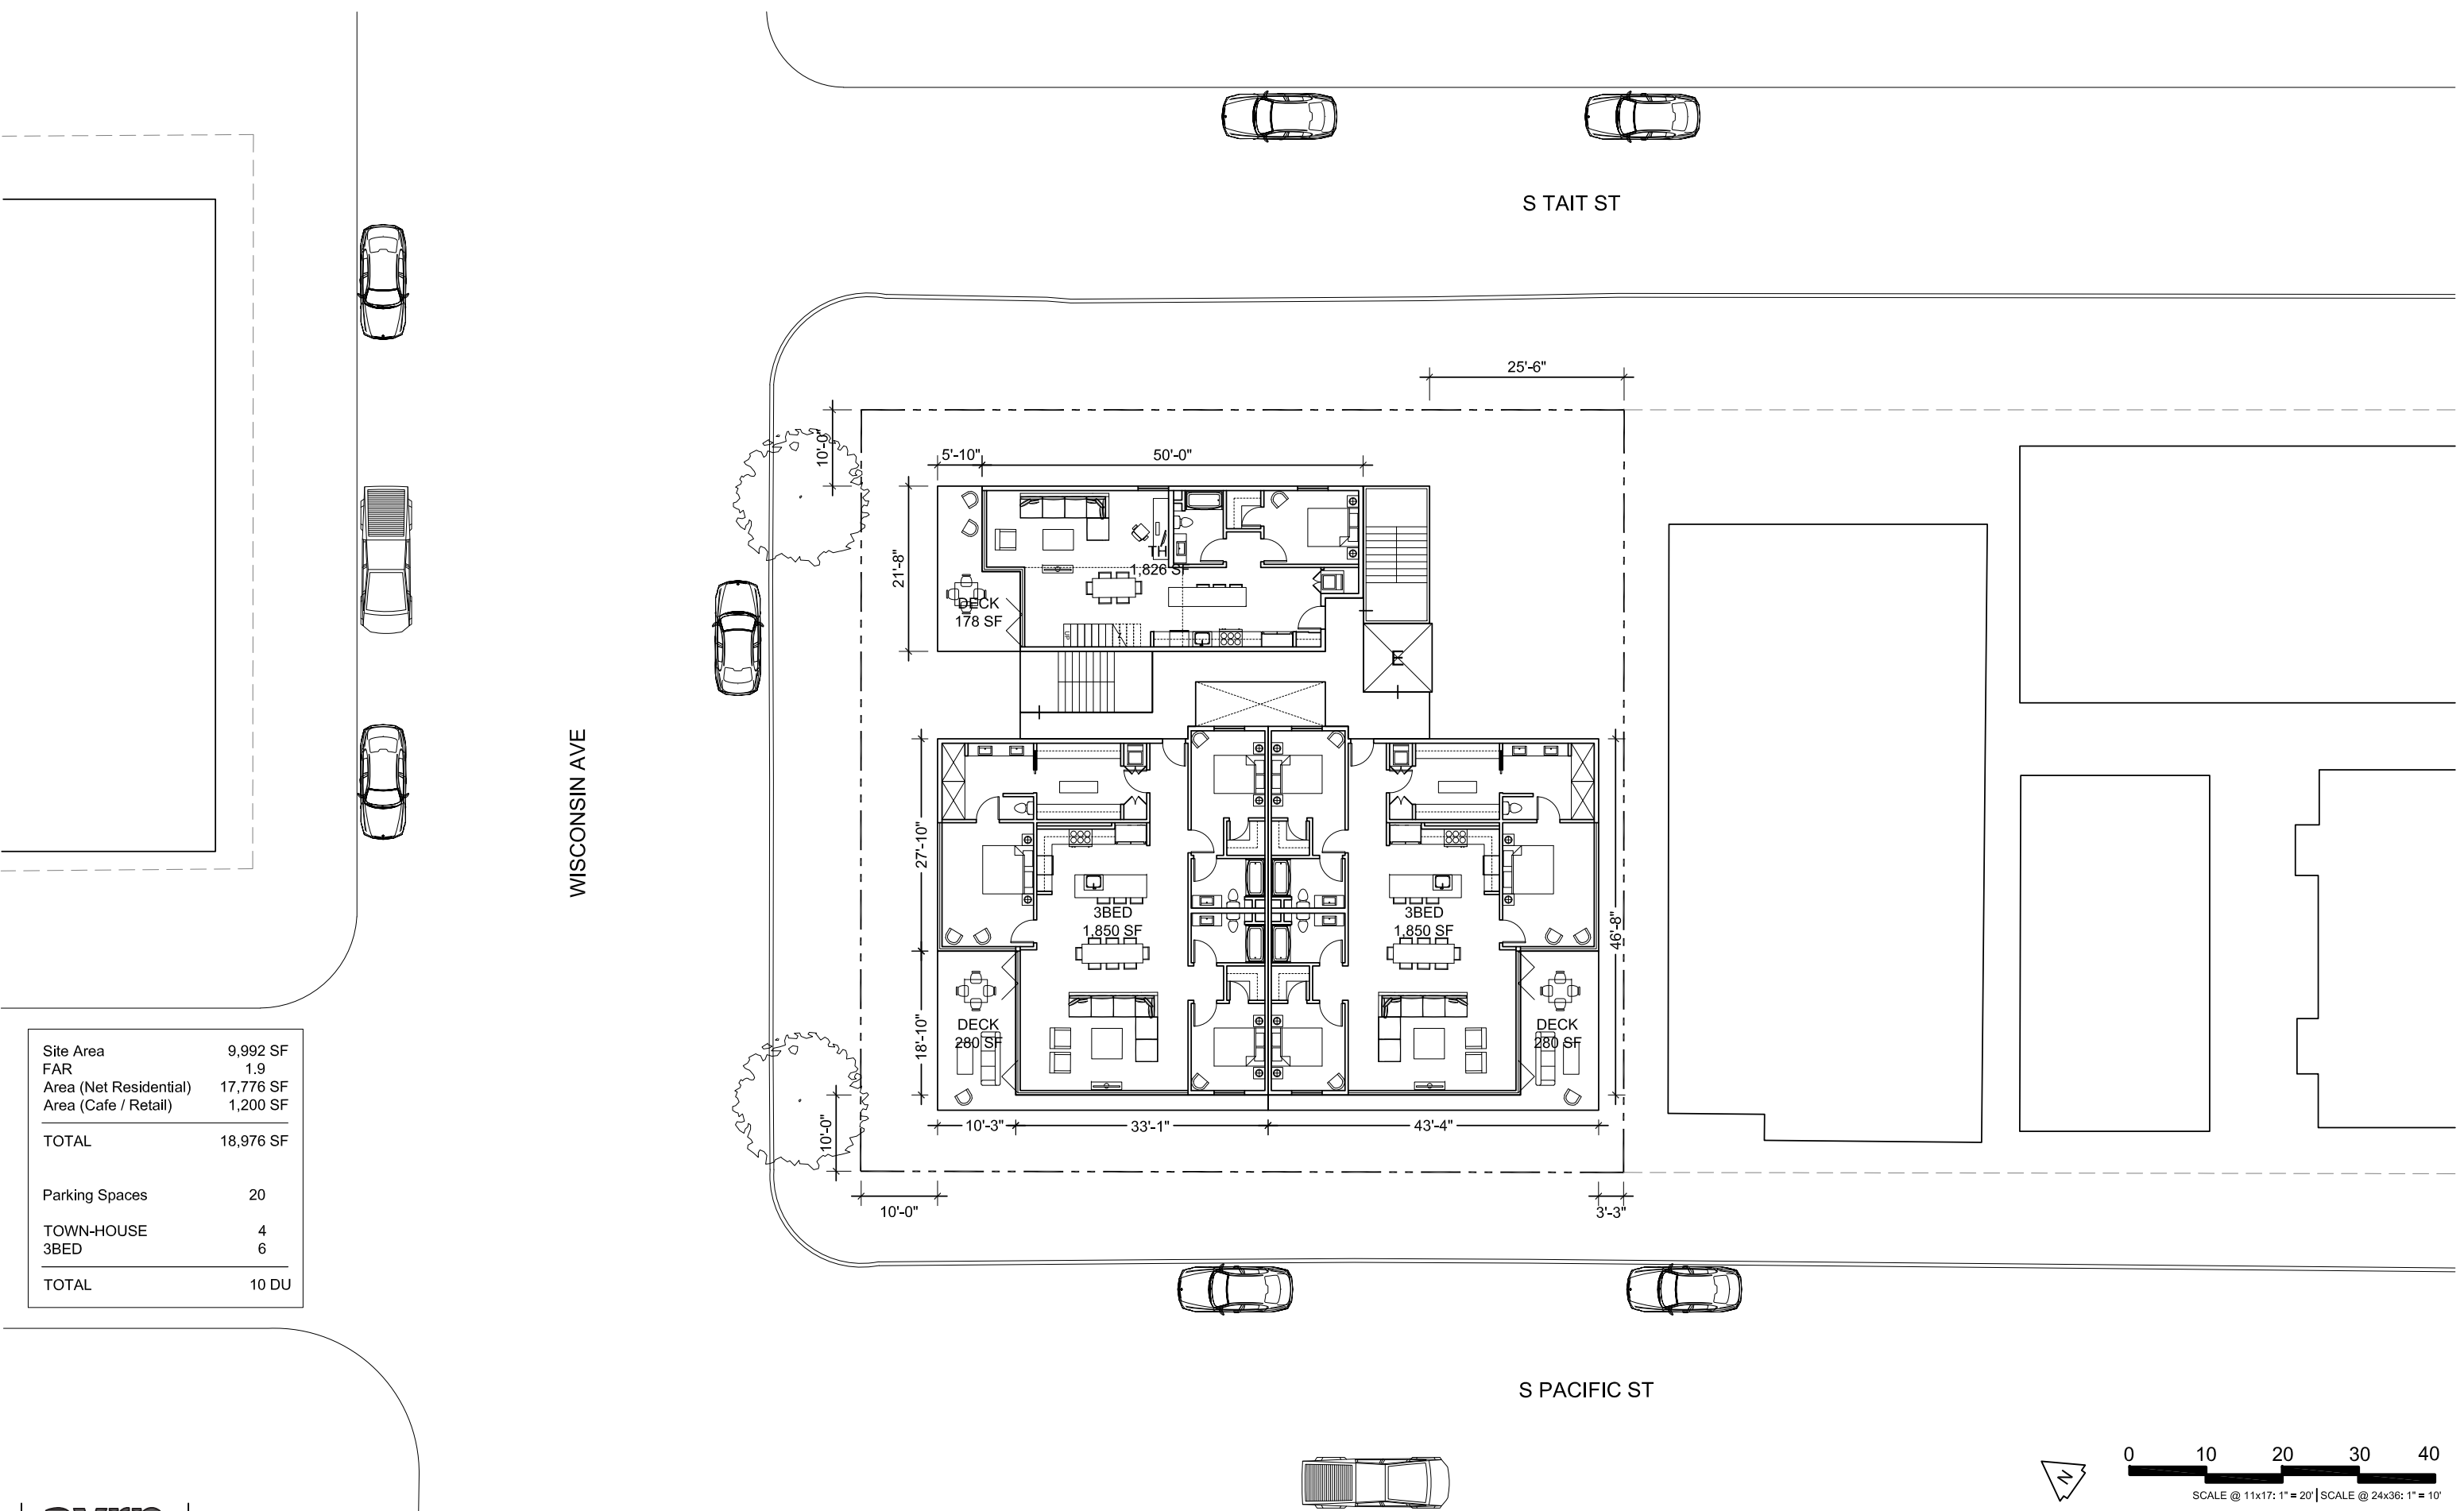 S TAIT ST
25'-6"
10'-0"
5'-10"
50'-0"
21'-8"
TH
1,826 SF
DECK
178 SF
UP
E
WISCONSIN AVE
27'-10"
3BED
1,850 SF
3BED
1,850 SF
46'-8"
18'-10"
DECK
280 SF
DECK
280 SF
10'-0"
10'-3"
33'-1"
43'-4"
10'-0"
3'-3"
Site Area 9,992 SF
FAR 1.9
Area (Net Residential) 17,776 SF
Area (Cafe / Retail) 1,200 SF
TOTAL 18,976 SF
Parking Spaces 20
TOWN-HOUSE 4
3BED 6
TOTAL 10 DU
S PACIFIC ST
N
0 10 20 30 40
SCALE @ 11x17: 1" = 20' | SCALE @ 24x36: 1" = 10'